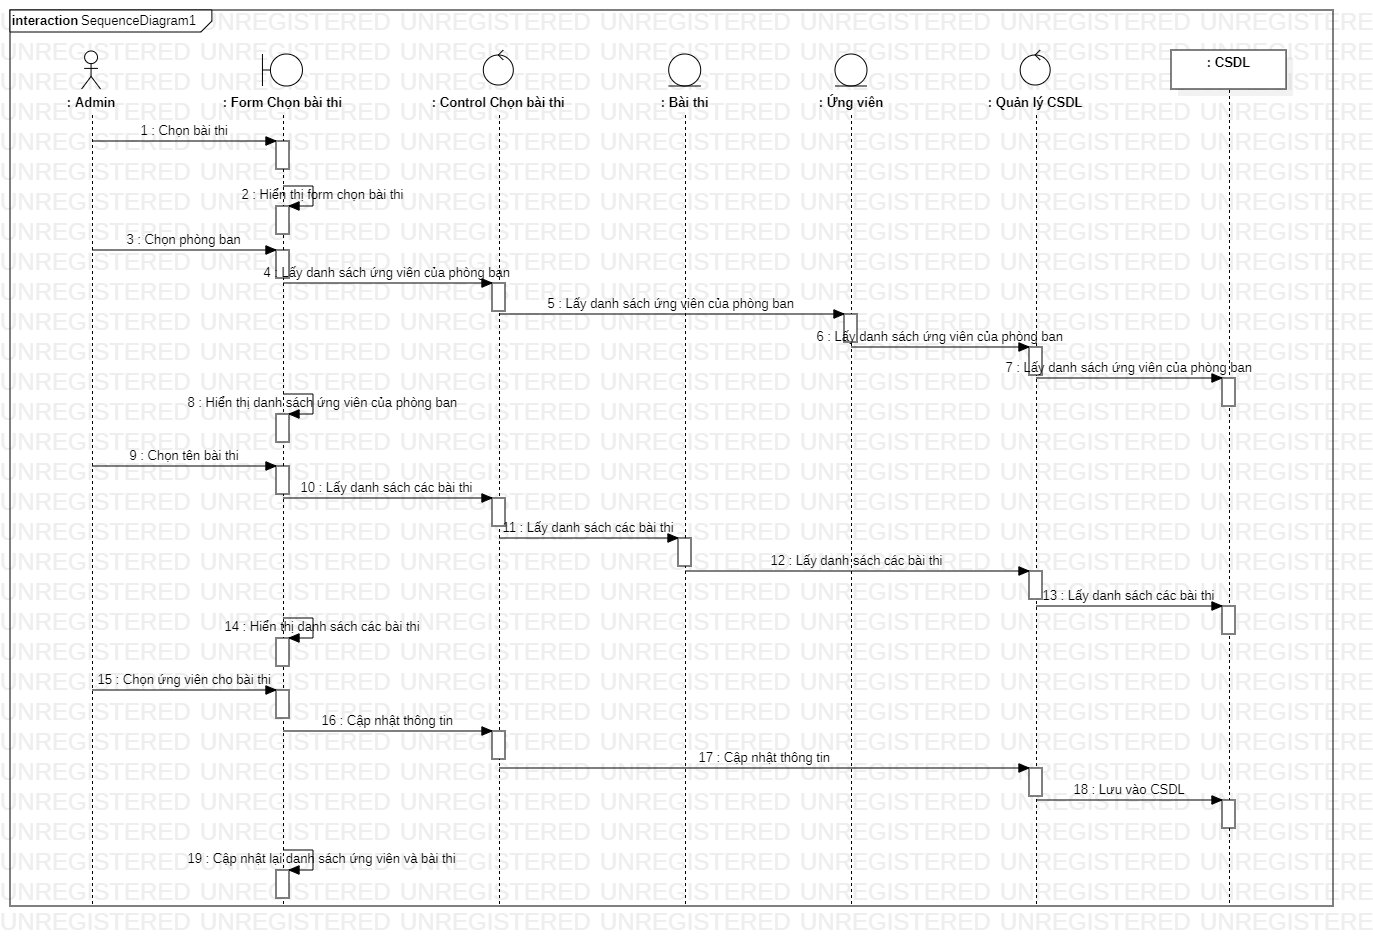 interaction SequenceDiagram1
: Admin
: Form Chọn bài thi
: Control Chọn bài thi
: Bài thi
: Ứng viên
: Quản lý CSDL
: CSDL
1 : Chọn bài thi
2 : Hiển thị form chọn bài thi
3 : Chọn phòng ban
4 : Lấy danh sách ứng viên của phòng ban
5 : Lấy danh sách ứng viên của phòng ban
6 : Lấy danh sách ứng viên của phòng ban
7 : Lấy danh sách ứng viên của phòng ban
8 : Hiển thị danh sách ứng viên của phòng ban
9 : Chọn tên bài thi
10 : Lấy danh sách các bài thi
11 : Lấy danh sách các bài thi
12 : Lấy danh sách các bài thi
13 : Lấy danh sách các bài thi
14 : Hiển thị danh sách các bài thi
15 : Chọn ứng viên cho bài thi
16 : Cập nhật thông tin
17 : Cập nhật thông tin
18 : Lưu vào CSDL
19 : Cập nhật lại danh sách ứng viên và bài thi
UNREGISTERED